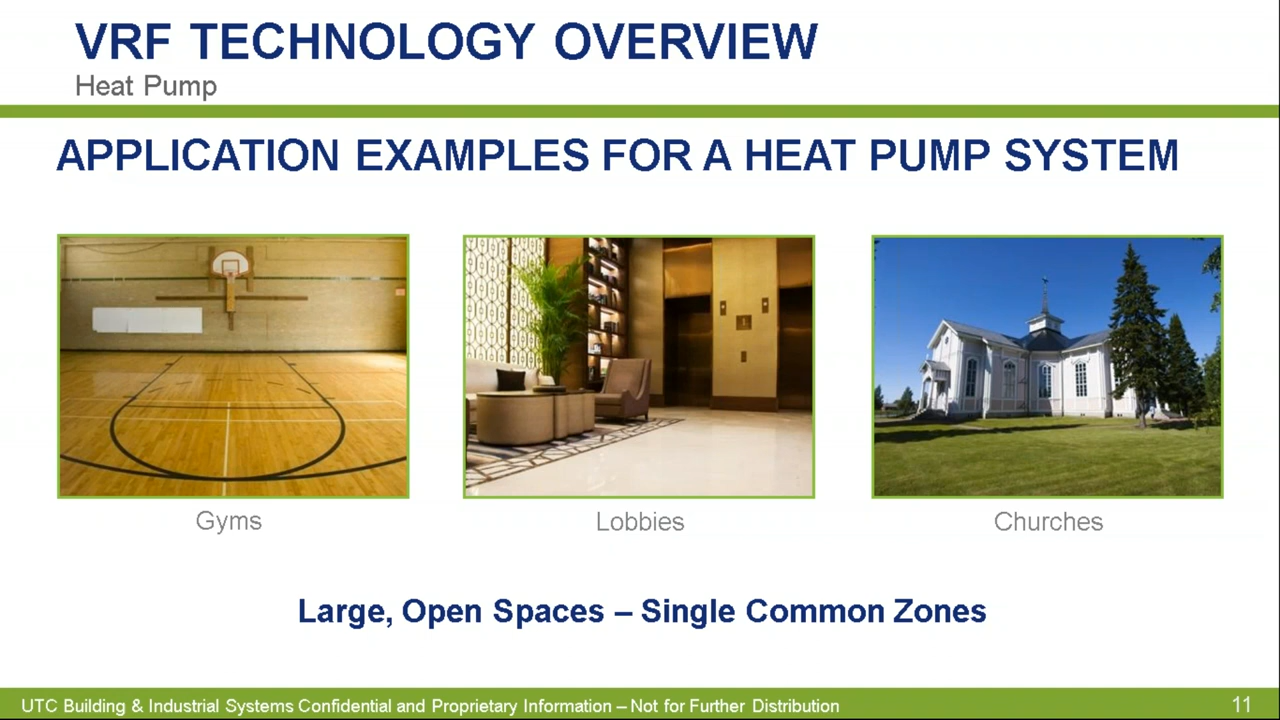 VRF TECHNOLOGY OVERVIEW
Heat Pump
APPLICATION EXAMPLES FOR A HEAT PUMP SYSTEM
Gyms
Lobbies
Churches
Large, Open Spaces – Single Common Zones
UTC Building & Industrial Systems Confidential and Proprietary Information – Not for Further Distribution
11